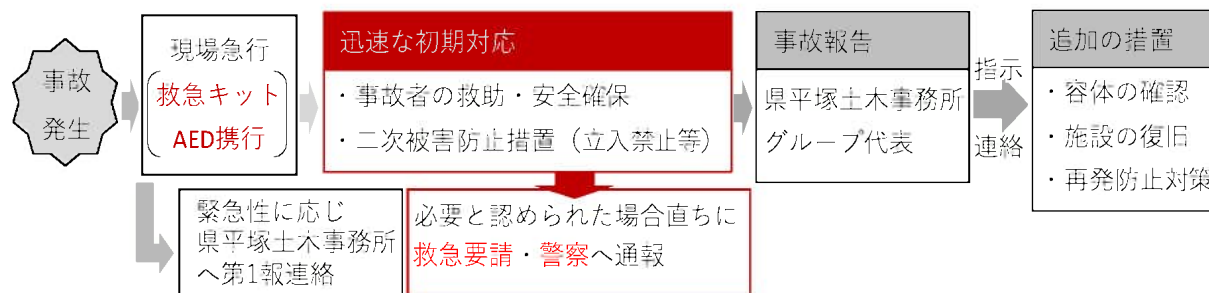 事故
発生
現場急行
救急キット
AED携行
緊急性に応じ
県平塚土木事務所
へ第1報連絡
迅速な初期対応
・事故者の救助・安全確保
・二次被害防止措置（立入禁止等）
必要と認められた場合直ちに
救急要請・警察へ通報
事故報告
県平塚土木事務所
グループ代表
指示
連絡
追加の措置
・容体の確認
・施設の復旧
・再発防止対策